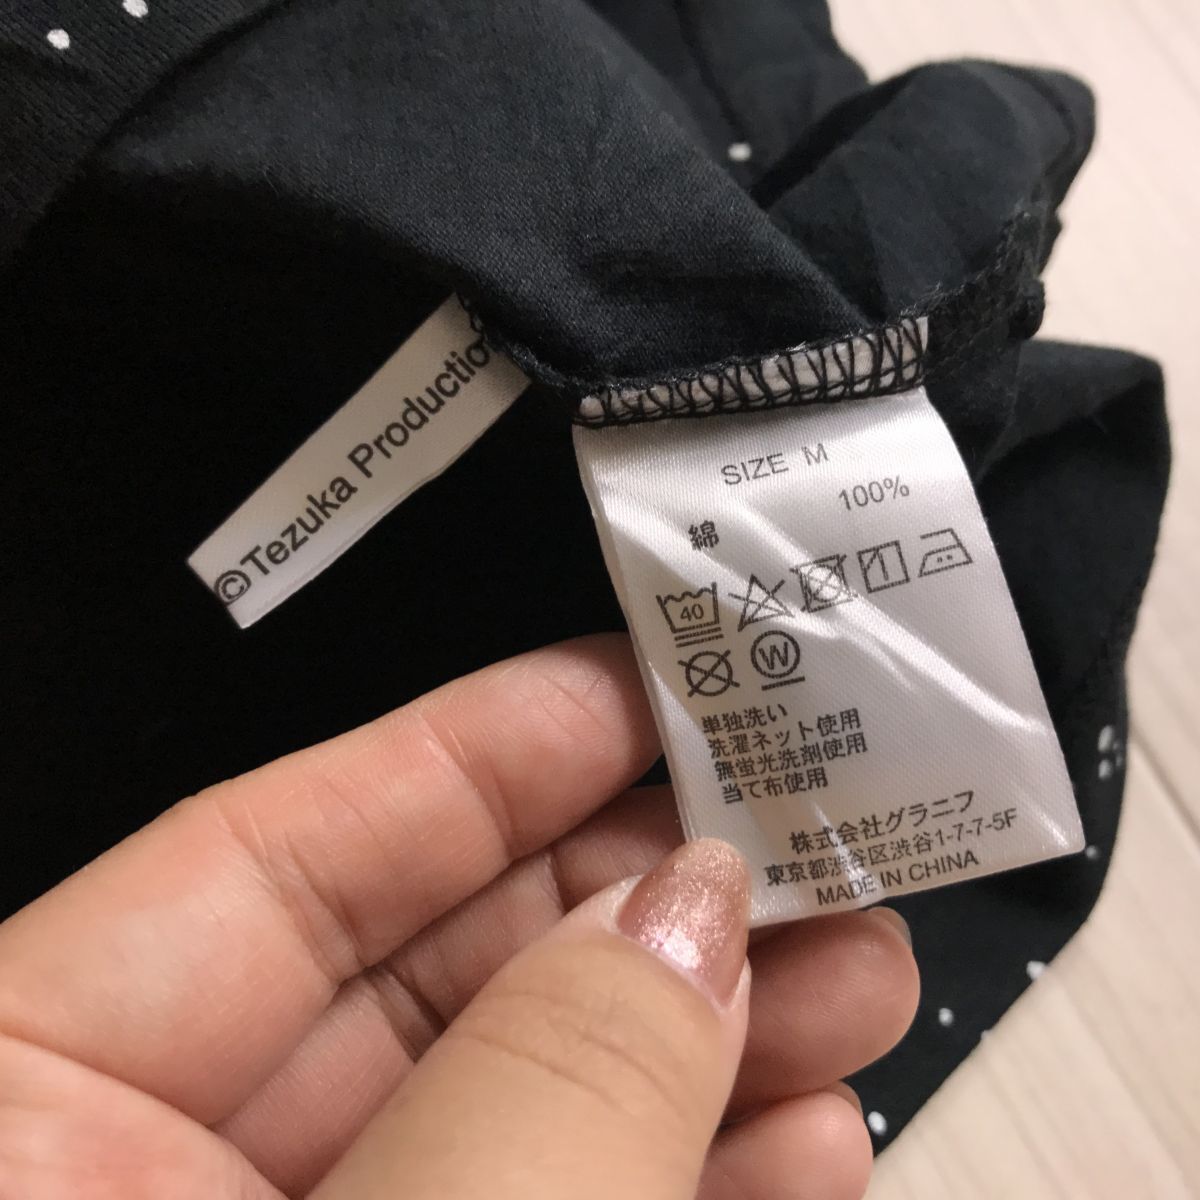 ©Tezuka Productio
SIZE M
綿 100%
40
W
単独洗い
洗濯ネット使用
無蛍光洗剤使用
当て布使用
株式会社グラニフ
東京都渋谷区渋谷1-7-7-5F
MADE IN CHINA